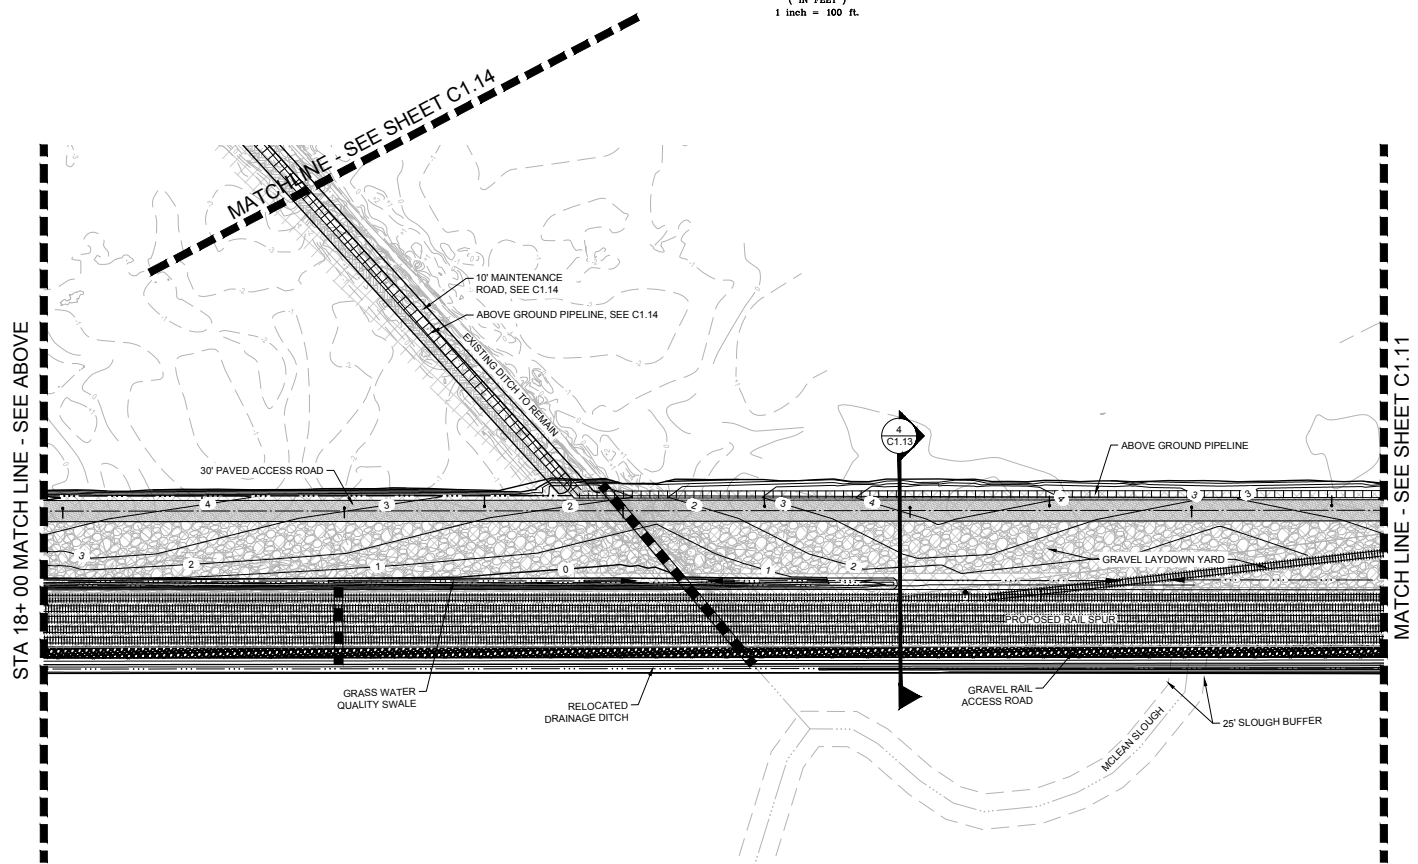 ( IN FEET )
1 inch = 100 ft.
MATCHLINE - SEE SHEET C1.14
10' MAINTENANCE
ROAD, SEE C1.14
ABOVE GROUND PIPELINE, SEE C1.14
EXISTING DITCH TO REMAIN
STA 18+ 00 MATCH LINE - SEE ABOVE
MATCH LINE - SEE SHEET C1.11
4
C1.13
ABOVE GROUND PIPELINE
30' PAVED ACCESS ROAD
4
3
2
2
3
4
4
3
3
3
2
1
0
1
2
GRAVEL LAYDOWN YARD
PROPOSED RAIL SPUR
GRASS WATER
QUALITY SWALE
RELOCATED
DRAINAGE DITCH
GRAVEL RAIL
ACCESS ROAD
25' SLOUGH BUFFER
MCLEAN SLOUGH